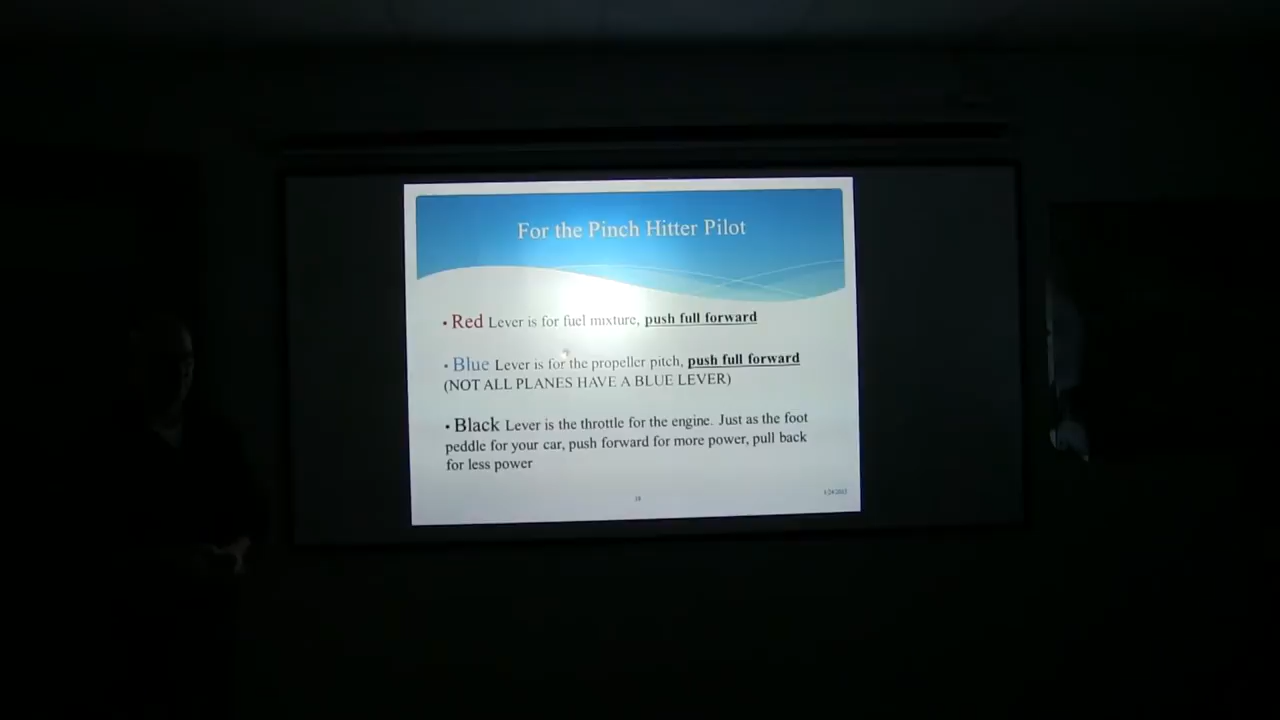 For the Pinch Hitter Pilot
• Red Lever is for fuel mixture, push full forward
• Blue Lever is for the propeller pitch, push full forward
(NOT ALL PLANES HAVE A BLUE LEVER)
• Black Lever is the throttle for the engine. Just as the foot
peddle for your car, push forward for more power, pull back
for less power